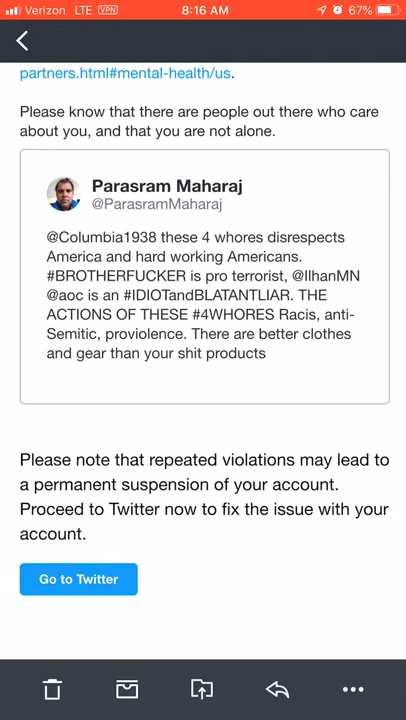 Verizon LTE VPN 8:16 AM 67%
partners.html#mental-health/us.
Please know that there are people out there who care
about you, and that you are not alone.
Parasram Maharaj
@ParasramMaharaj
@Columbia1938 these 4 whores disrespects
America and hard working Americans.
#BROTHERFUCKER is pro terrorist, @IlhanMN
@aoc is an #IDIOTandBLATANTLIAR. THE
ACTIONS OF THESE #4WHORES Racis, anti-
Semitic, proviolence. There are better clothes
and gear than your shit products
Please note that repeated violations may lead to
a permanent suspension of your account.
Proceed to Twitter now to fix the issue with your
account.
Go to Twitter